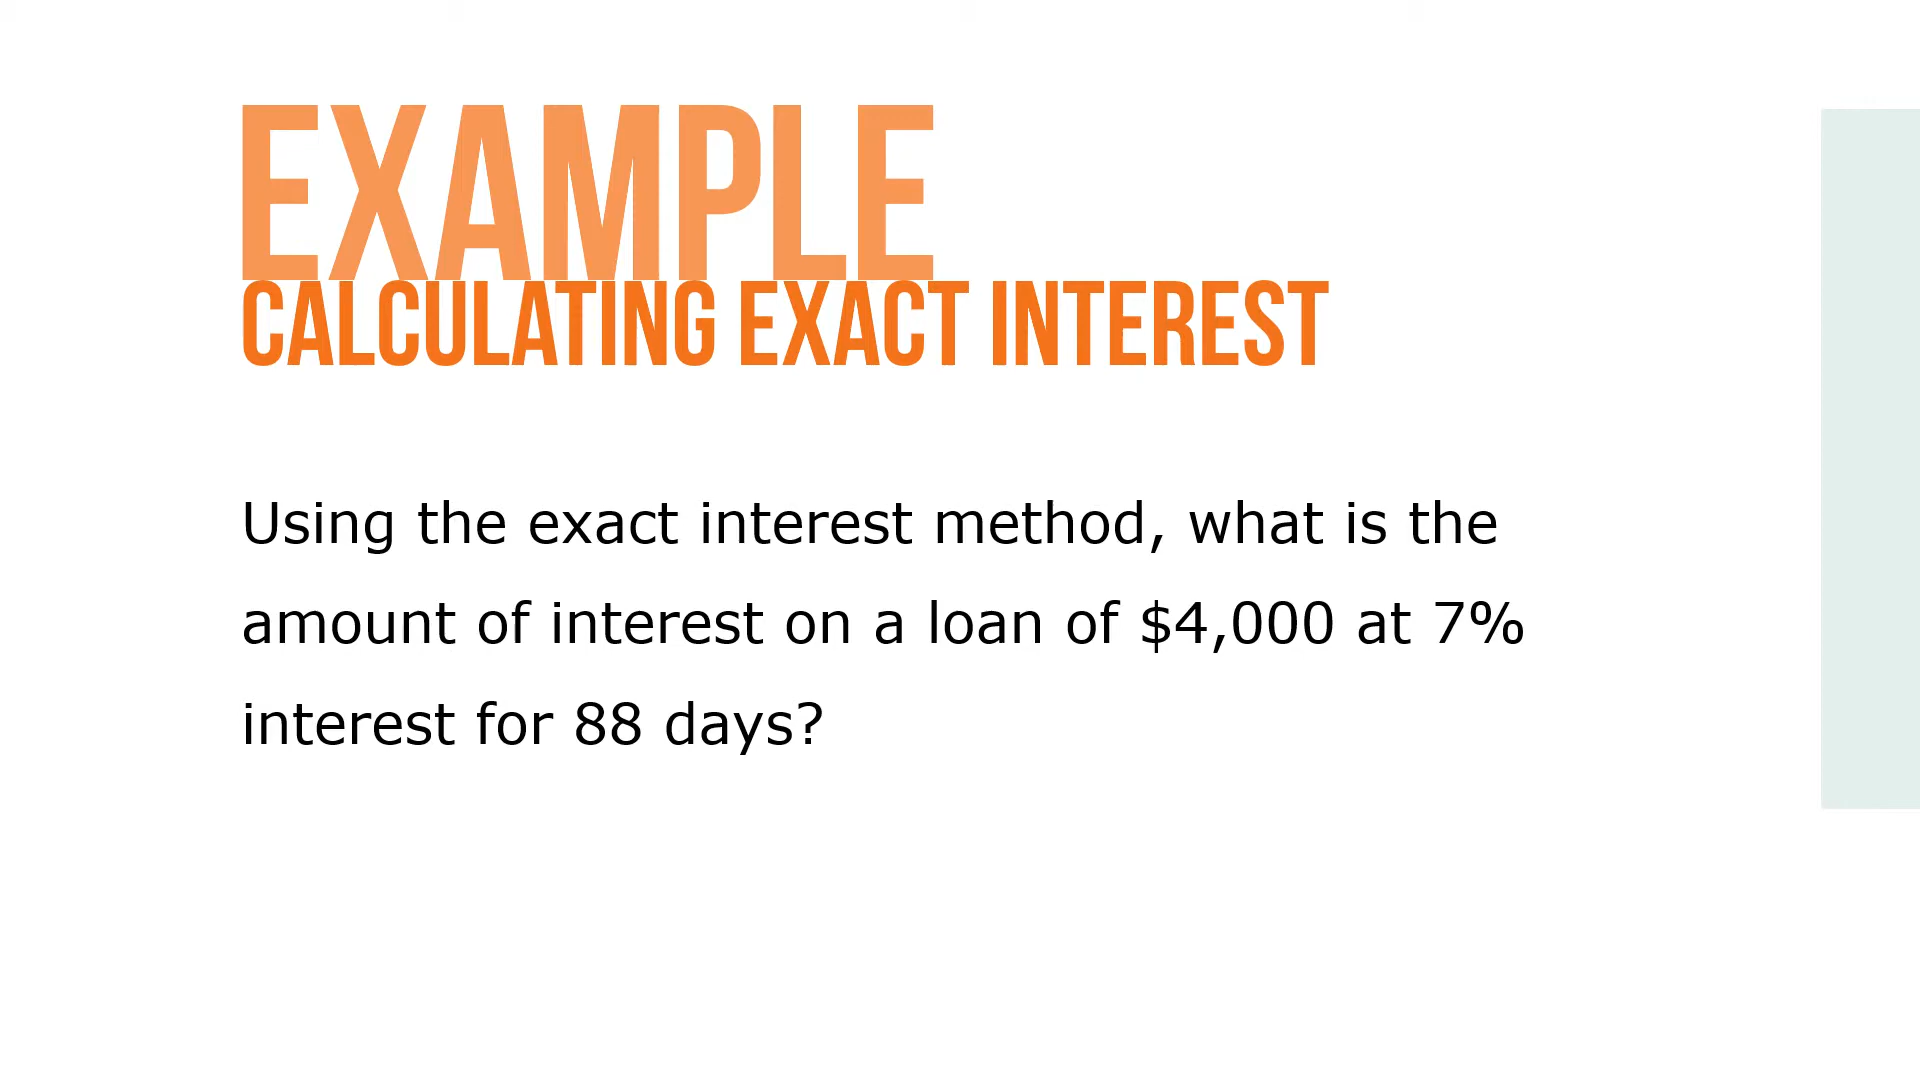 EXAMPLE
CALCULATING EXACT INTEREST
Using the exact interest method, what is the
amount of interest on a loan of $4,000 at 7%
interest for 88 days?